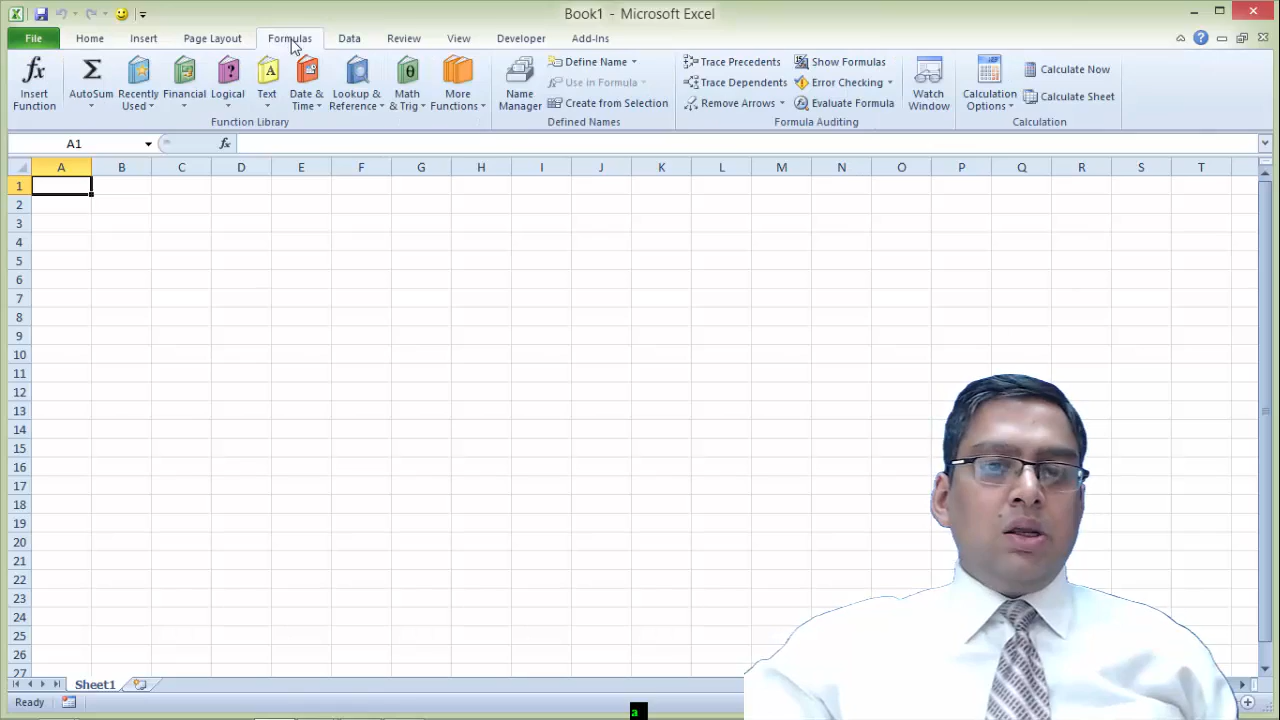 Book1 - Microsoft Excel
File Home Insert Page Layout Formulas Data Review View Developer Add-Ins
Insert Function
AutoSum
Recently Used
Financial
Logical
Text
Date & Time
Lookup & Reference
Math & Trig
More Functions
Function Library
Name Manager
Define Name
Use in Formula
Create from Selection
Defined Names
Trace Precedents
Trace Dependents
Remove Arrows
Show Formulas
Error Checking
Evaluate Formula
Watch Window
Formula Auditing
Calculation Options
Calculate Now
Calculate Sheet
Calculation
A1 fx
A B C D E F G H I J K L M N O P Q R S T
1
2
3
4
5
6
7
8
9
10
11
12
13
14
15
16
17
18
19
20
21
22
23
24
25
26
27
Sheet1
Ready
a